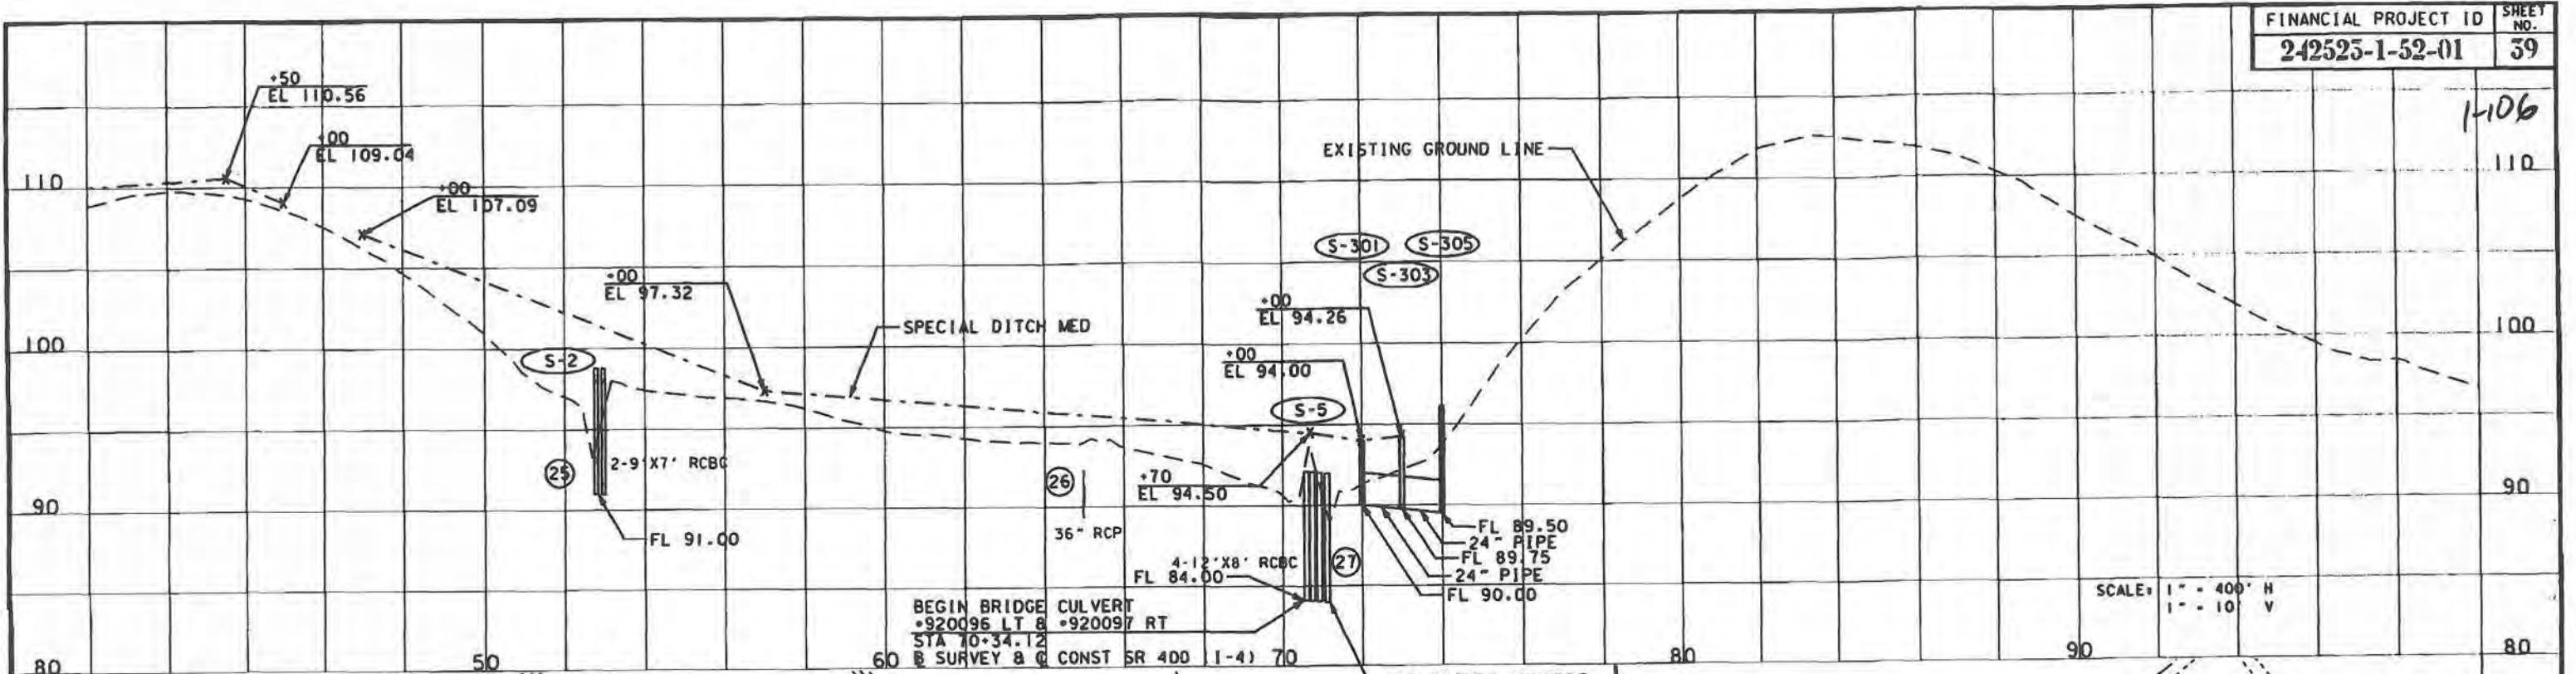 FINANCIAL PROJECT ID
SHEET NO.
242523-1-52-01
39
1-106
+50
EL 110.56
+00
EL 109.04
+00
EL 107.09
EXISTING GROUND LINE
110
110
+00
EL 97.32
SPECIAL DITCH MED
S-301
S-305
S-303
+00
EL 94.26
+00
EL 94.00
100
100
S-2
S-5
25
2-9'X7' RCBC
26
+70
EL 94.50
90
90
FL 91.00
36" RCP
4-12'X8' RCBC
FL 84.00
27
FL 89.50
24" PIPE
FL 89.75
24" PIPE
FL 90.00
BEGIN BRIDGE CULVERT
•920096 LT & •920097 RT
STA 70+34.12
B SURVEY & C CONST SR 400 (I-4)
SCALE: 1" = 400' H
1" = 10' V
80
50
60
70
80
90
80